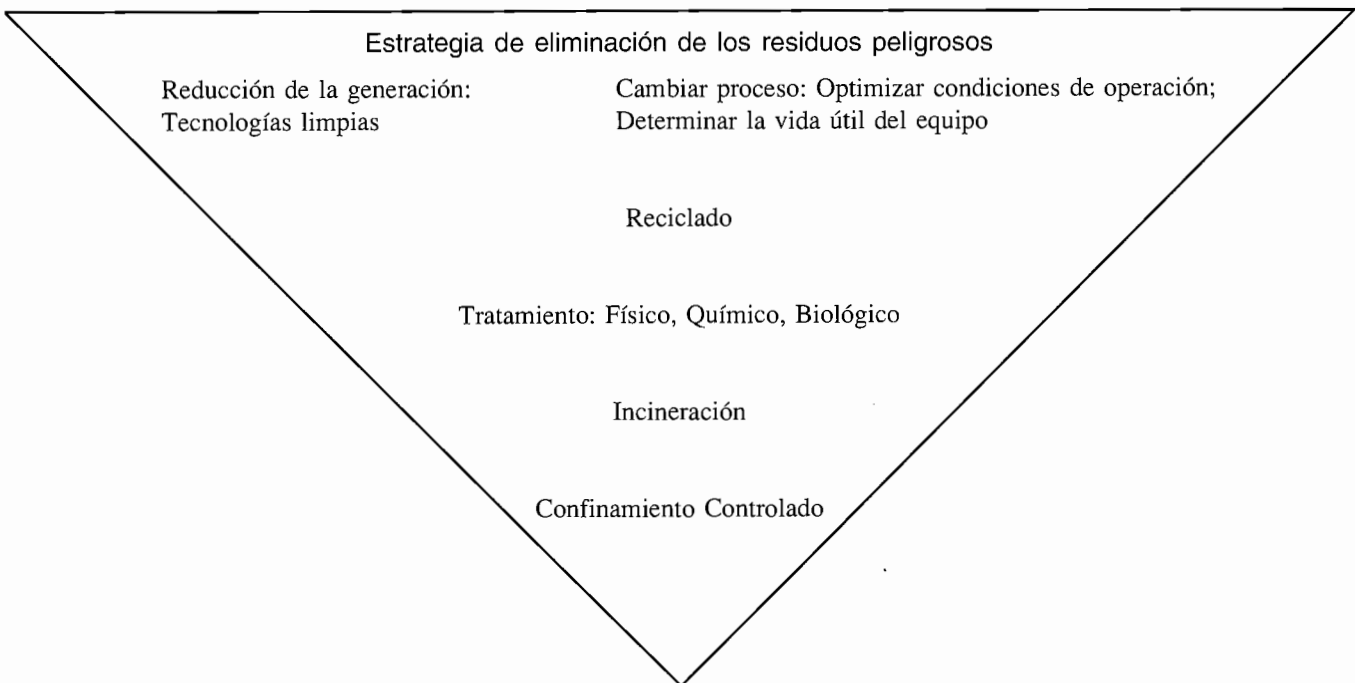 Estrategia de eliminación de los residuos peligrosos
Reducción de la generación:
Tecnologías limpias
Cambiar proceso: Optimizar condiciones de operación;
Determinar la vida útil del equipo
Reciclado
Tratamiento: Físico, Químico, Biológico
Incineración
Confinamiento Controlado